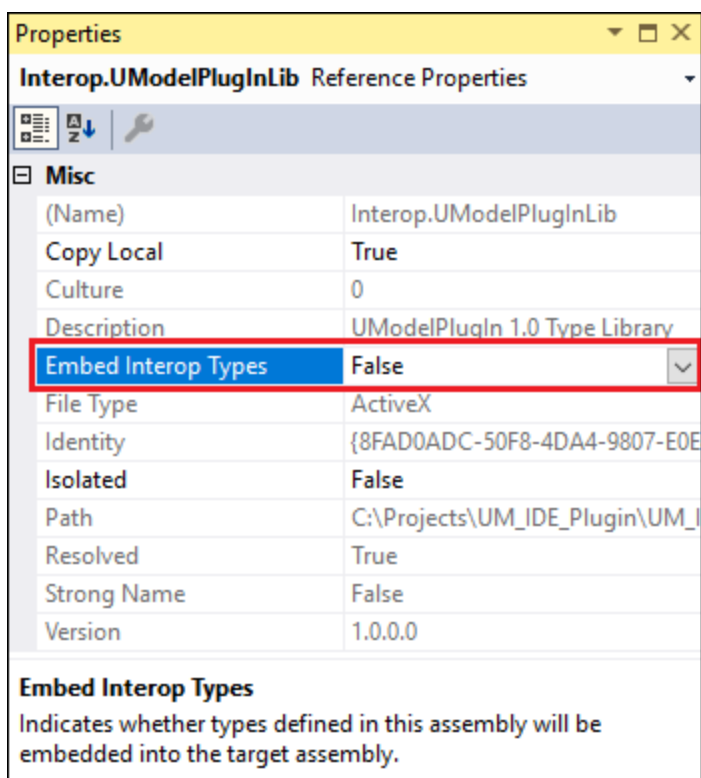 Properties
Interop.UModelPlugInLib Reference Properties
Misc
(Name) Interop.UModelPlugInLib
Copy Local True
Culture 0
Description UModelPlugIn 1.0 Type Library
Embed Interop Types False
File Type ActiveX
Identity {8FAD0ADC-50F8-4DA4-9807-E0E
Isolated False
Path C:\Projects\UM_IDE_Plugin\UM_I
Resolved True
Strong Name False
Version 1.0.0.0
Embed Interop Types
Indicates whether types defined in this assembly will be
embedded into the target assembly.